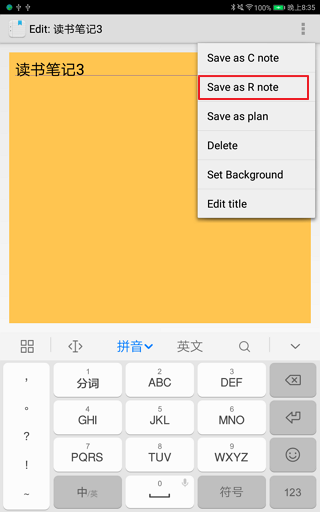 100% 晚上8:35
Edit: 读书笔记3
读书笔记3
Save as C note
Save as R note
Save as plan
Delete
Set Background
Edit title
拼音 英文
, 1 分词 2 ABC 3 DEF
。 4 GHI 5 JKL 6 MNO
? 7 PQRS 8 TUV 9 WXYZ
!
~ 中/英 0 符号 123